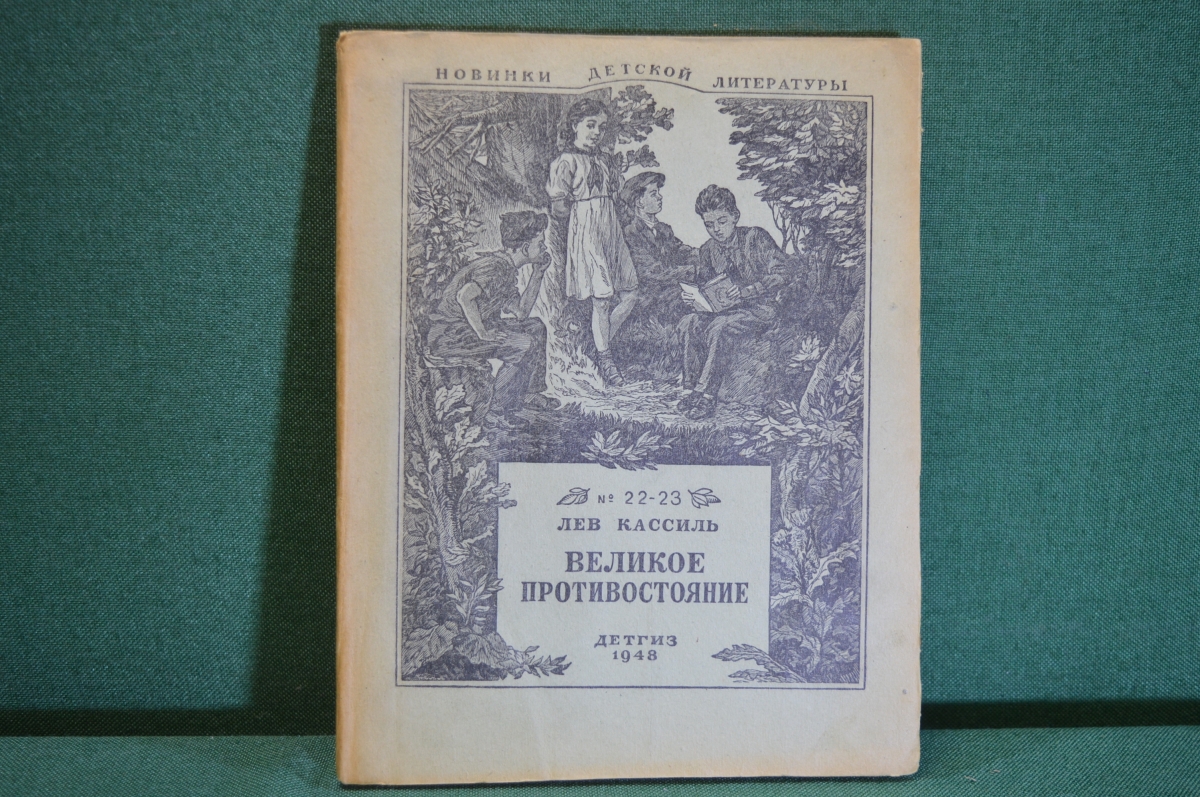 НОВИНКИ ДЕТСКОЙ ЛИТЕРАТУРЫ
№ 22-23
ЛЕВ КАССИЛЬ
ВЕЛИКОЕ
ПРОТИВОСТОЯНИЕ
ДЕТГИЗ
1948